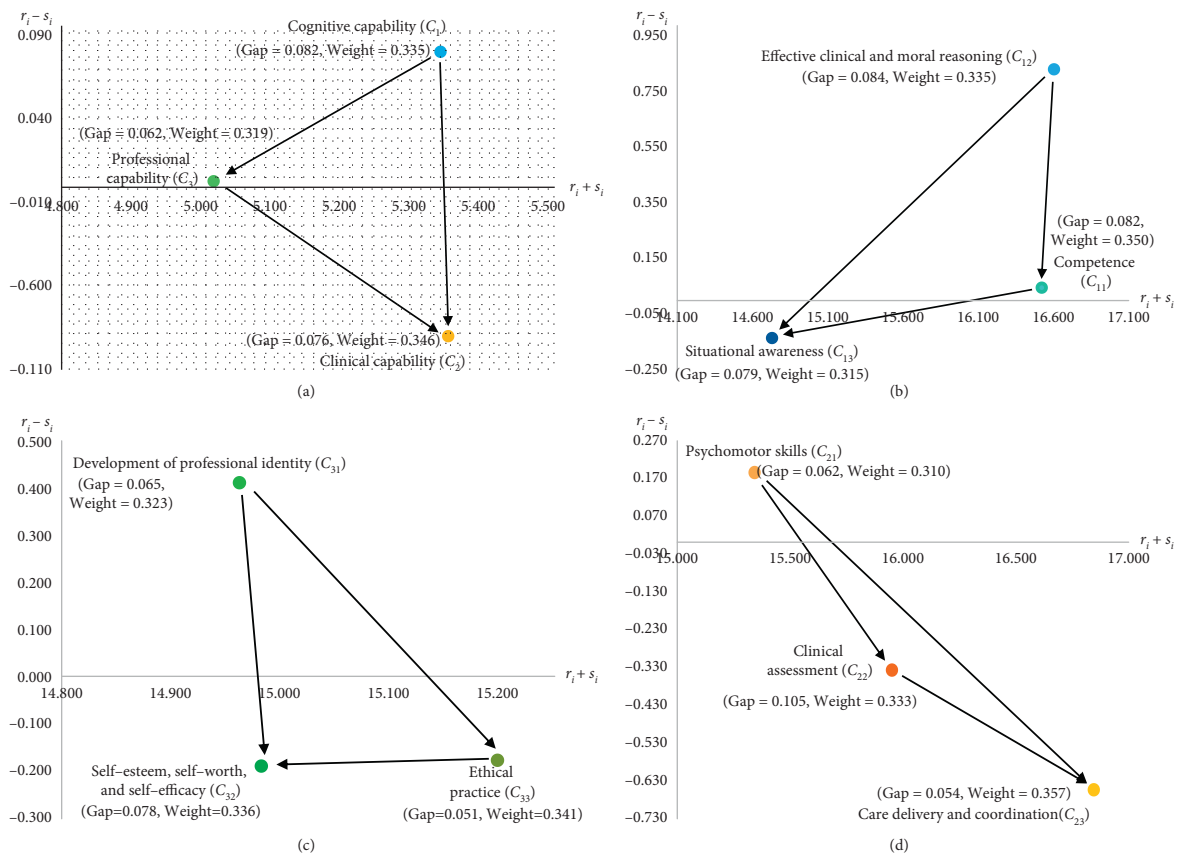 r_i – s_i
0.090
0.040
–0.010
–0.600
–0.110
4.800 4.900 5.000 5.100 5.200 5.300 5.400 5.500
r_i + s_i
Cognitive capability (C_1)
(Gap = 0.082, Weight = 0.335)
(Gap = 0.062, Weight = 0.319)
Professional
capability (C_3)
(Gap = 0.076, Weight = 0.346)
Clinical capability (C_2)
(a)
r_i – s_i
0.950
0.750
0.550
0.350
0.150
–0.050
–0.250
14.100 14.600 15.100 15.600 16.100 16.600 17.100
r_i + s_i
Effective clinical and moral reasoning (C_12)
(Gap = 0.084, Weight = 0.335)
(Gap = 0.082,
Weight = 0.350)
Competence
(C_11)
Situational awareness (C_13)
(Gap = 0.079, Weight = 0.315)
(b)
r_i – s_i
0.500
0.400
0.300
0.200
0.100
0.000
–0.100
–0.200
–0.300
14.800 14.900 15.000 15.100 15.200
r_i + s_i
Development of professional identity (C_31)
(Gap = 0.065,
Weight = 0.323)
Self–esteem, self–worth,
and self–efficacy (C_32)
(Gap=0.078, Weight=0.336)
Ethical
practice (C_33)
(Gap=0.051, Weight=0.341)
(c)
r_i – s_i
0.270
0.170
0.070
–0.030
–0.130
–0.230
–0.330
–0.430
–0.530
–0.630
–0.730
15.000 15.500 16.000 16.500 17.000
r_i + s_i
Psychomotor skills (C_21)
(Gap = 0.062, Weight = 0.310)
Clinical
assessment (C_22)
(Gap = 0.105, Weight = 0.333)
(Gap = 0.054, Weight = 0.357)
Care delivery and coordination(C_23)
(d)